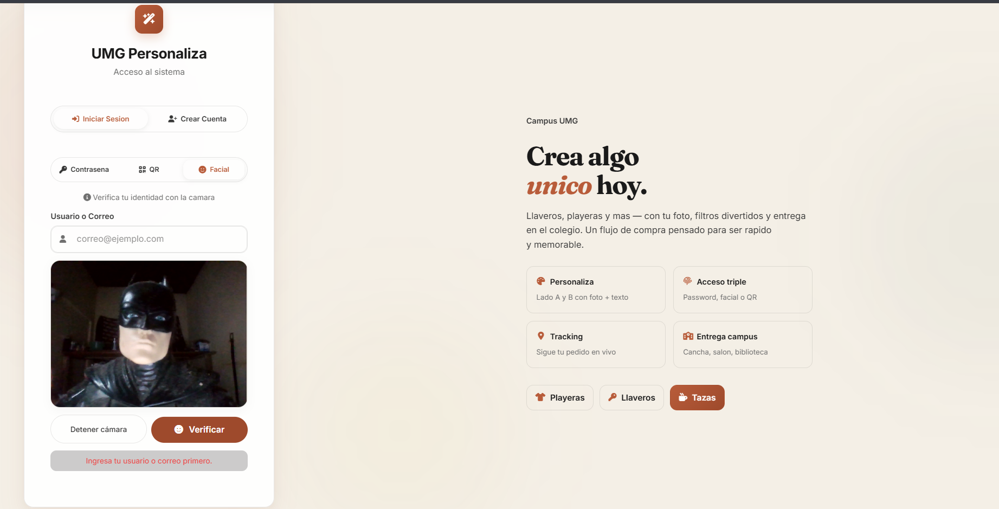 UMG Personaliza
Acceso al sistema
Iniciar Sesion
Crear Cuenta
Contrasena
QR
Facial
Verifica tu identidad con la camara
Usuario o Correo
correo@ejemplo.com
Detener cámara
Verificar
Ingresa tu usuario o correo primero.
Campus UMG
Crea algo
unico hoy.
Llaveros, playeras y mas — con tu foto, filtros divertidos y entrega
en el colegio. Un flujo de compra pensado para ser rapido
y memorable.
Personaliza
Lado A y B con foto + texto
Acceso triple
Password, facial o QR
Tracking
Sigue tu pedido en vivo
Entrega campus
Cancha, salon, biblioteca
Playeras
Llaveros
Tazas